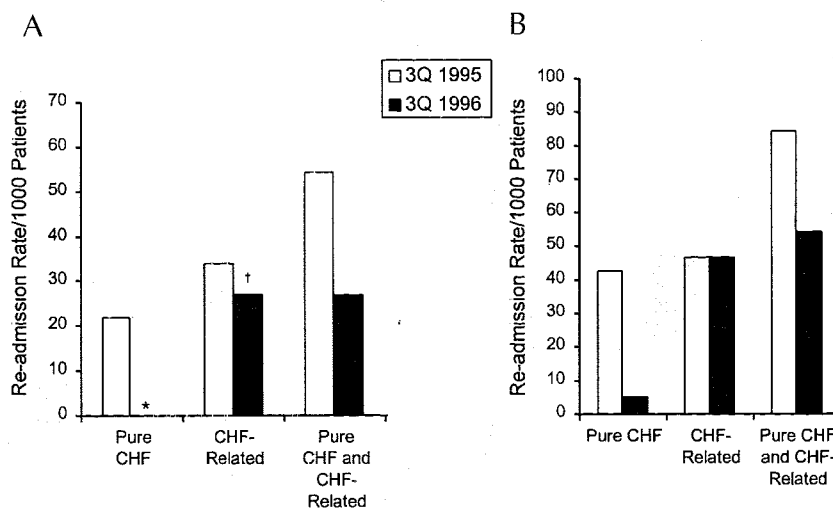 A
B
3Q 1995
3Q 1996
Re-admission Rate/1000 Patients
70
60
50
40
30
20
10
0
†
*
Pure
CHF
CHF-
Related
Pure
CHF and
CHF-
Related
Re-admission Rate/1000 Patients
100
90
80
70
60
50
40
30
20
10
0
Pure CHF
CHF-
Related
Pure CHF
and CHF-
Related